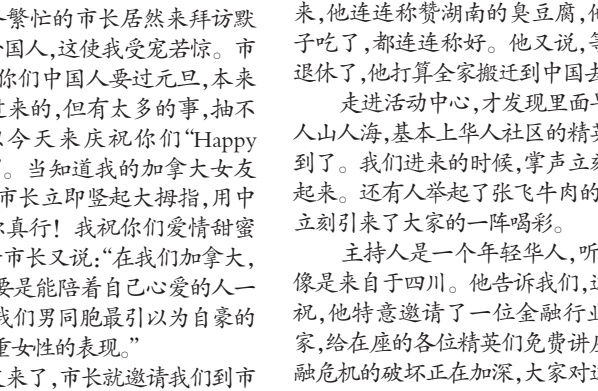 繁忙的市长居然来拜访默
国人,这使我受宠若惊。市
你们中国人要过元旦,本来
过来的,但有太多的事,抽不
今天来庆祝你们“Happy
。当知道我的加拿大女友
市长立即竖起大拇指,用中
真行！我祝你们爱情甜蜜
市长又说:“在我们加拿大,
要是能陪着自己心爱的人一
我们男同胞最引以为自豪的
重女性的表现。”
来了,市长就邀请我们到市
来,他连连称赞湖南的臭豆腐,他
子吃了,都连连称好。他又说,等
退休了,他打算全家搬迁到中国去
走进活动中心,才发现里面早
人山人海,基本上华人社区的精英
到了。我们进来的时候,掌声立刻
起来。还有人举起了张飞牛肉的
立刻引来了大家的一阵喝彩。
主持人是一个年轻华人,听
像是来自于四川。他告诉我们,这
祝,他特意邀请了一位金融行业
家,给在座的各位精英们免费讲座
融危机的破坏正在加深,大家对这